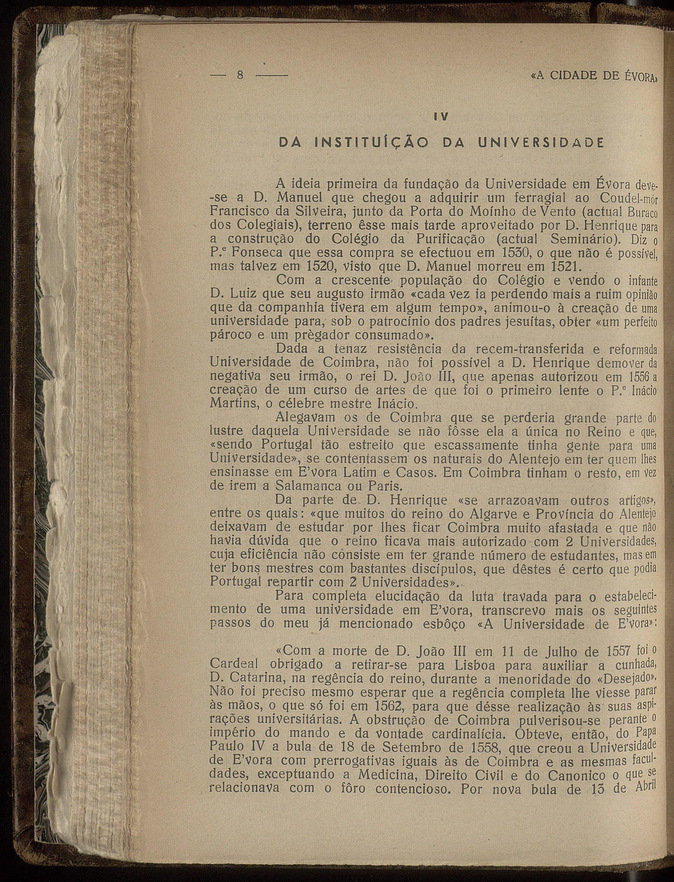 — 8 —
«A CIDADE DE ÉVORA»
IV
DA INSTITUÍÇÃO DA UNIVERSIDADE
A ideia primeira da fundação da Universidade em Évora deve-
-se a D. Manuel que chegou a adquirir um ferragial ao Coudel-mór
Francisco da Silveira, junto da Porta do Moínho de Vento (actual Buraco
dos Colegiais), terreno êsse mais tarde aproveitado por D. Henrique para
a construção do Colégio da Purificação (actual Seminário). Diz o
P.e Fonseca que essa compra se efectuou em 1530, o que não é possível,
mas talvez em 1520, visto que D. Manuel morreu em 1521.
Com a crescente população do Colégio e vendo o infante
D. Luiz que seu augusto irmão «cada vez ia perdendo mais a ruim opinião
que da companhia tivera em algum tempo», animou-o à creação de uma
universidade para, sob o patrocínio dos padres jesuítas, obter «um perfeito
pároco e um prègador consumado».
Dada a tenaz resistência da recem-transferida e reformada
Universidade de Coimbra, não foi possível a D. Henrique demover da
negativa seu irmão, o rei D. João III, que apenas autorizou em 1556 a
creação de um curso de artes de que foi o primeiro lente o P.e Inácio
Martins, o célebre mestre Inácio.
Alegavam os de Coimbra que se perderia grande parte do
lustre daquela Universidade se não fôsse ela a única no Reino e que,
«sendo Portugal tão estreito que escassamente tinha gente para uma
Universidade», se contentassem os naturais do Alentejo em ter quem lhes
ensinasse em E'vora Latim e Casos. Em Coimbra tinham o resto, em vez
de irem a Salamanca ou Paris.
Da parte de D. Henrique «se arrazoavam outros artigos»,
entre os quais: «que muitos do reino do Algarve e Província do Alentejo
deixavam de estudar por lhes ficar Coimbra muito afastada e que não
havia dúvida que o reino ficava mais autorizado com 2 Universidades,
cuja eficiência não cónsiste em ter grande número de estudantes, mas em
ter bons mestres com bastantes discípulos, que dêstes é certo que podia
Portugal repartir com 2 Universidades».
Para completa elucidação da luta travada para o estabeleci-
mento de uma universidade em E'vora, transcrevo mais os seguintes
passos do meu já mencionado esbôço «A Universidade de E'vora»:
«Com a morte de D. João III em 11 de Julho de 1557 foi o
Cardeal obrigado a retirar-se para Lisboa para auxiliar a cunhada,
D. Catarina, na regência do reino, durante a menoridade do «Desejado».
Não foi preciso mesmo esperar que a regência completa lhe viesse parar
às mãos, o que só foi em 1562, para que désse realização às suas aspi-
rações universitárias. A obstrução de Coimbra pulverisou-se perante o
império do mando e da vontade cardinalícia. Obteve, então, do Papa
Paulo IV a bula de 18 de Setembro de 1558, que creou a Universidade
de E'vora com prerrogativas iguais às de Coimbra e as mesmas facul-
dades, exceptuando a Medicina, Direito Civil e do Canonico o que se
relacionava com o fôro contencioso. Por nova bula de 13 de Abril